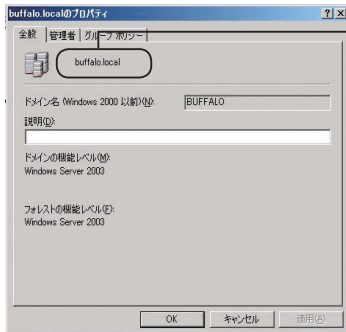 buffalo.localのプロパティ
全般
管理者
グループ ポリシー
buffalo.local
ドメイン名 (Windows 2000 以前)(N):
BUFFALO
説明(D):
ドメインの機能レベル(M):
Windows Server 2003
フォレストの機能レベル(F):
Windows Server 2003
OK
キャンセル
適用(A)